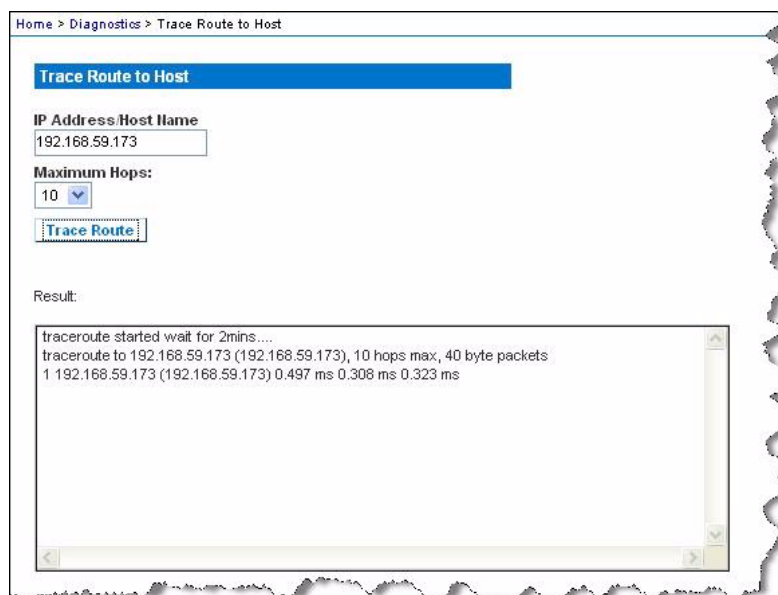 Home > Diagnostics > Trace Route to Host
Trace Route to Host
IP Address/Host Name
192.168.59.173
Maximum Hops:
10
Trace Route
Result:
traceroute started wait for 2mins....
traceroute to 192.168.59.173 (192.168.59.173), 10 hops max, 40 byte packets
1 192.168.59.173 (192.168.59.173) 0.497 ms 0.308 ms 0.323 ms